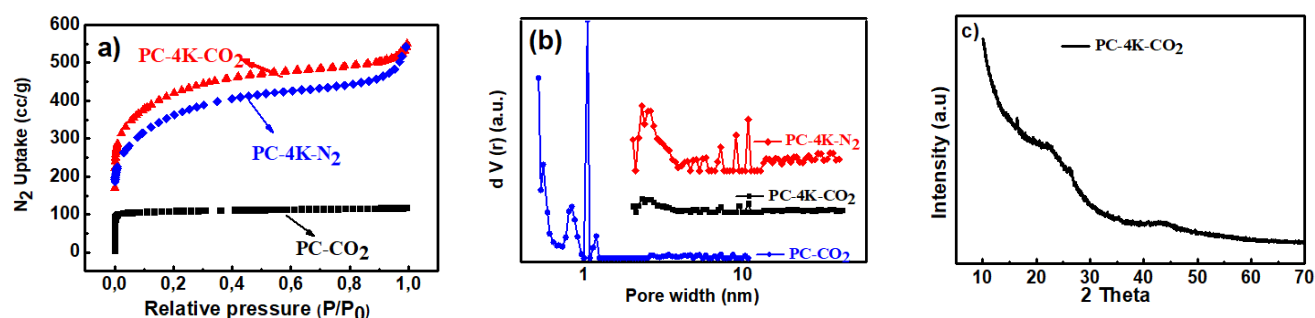 a)
N2 Uptake (cc/g)
600
500
400
300
200
100
0
PC-4K-CO2
PC-4K-N2
PC-CO2
0,0 0,2 0,4 0,6 0,8 1,0
Relative pressure (P/P0)
(b)
d V (r) (a.u.)
PC-4K-N2
PC-4K-CO2
PC-CO2
1 10
Pore width (nm)
c)
Intensity (a.u)
PC-4K-CO2
10 20 30 40 50 60 70
2 Theta